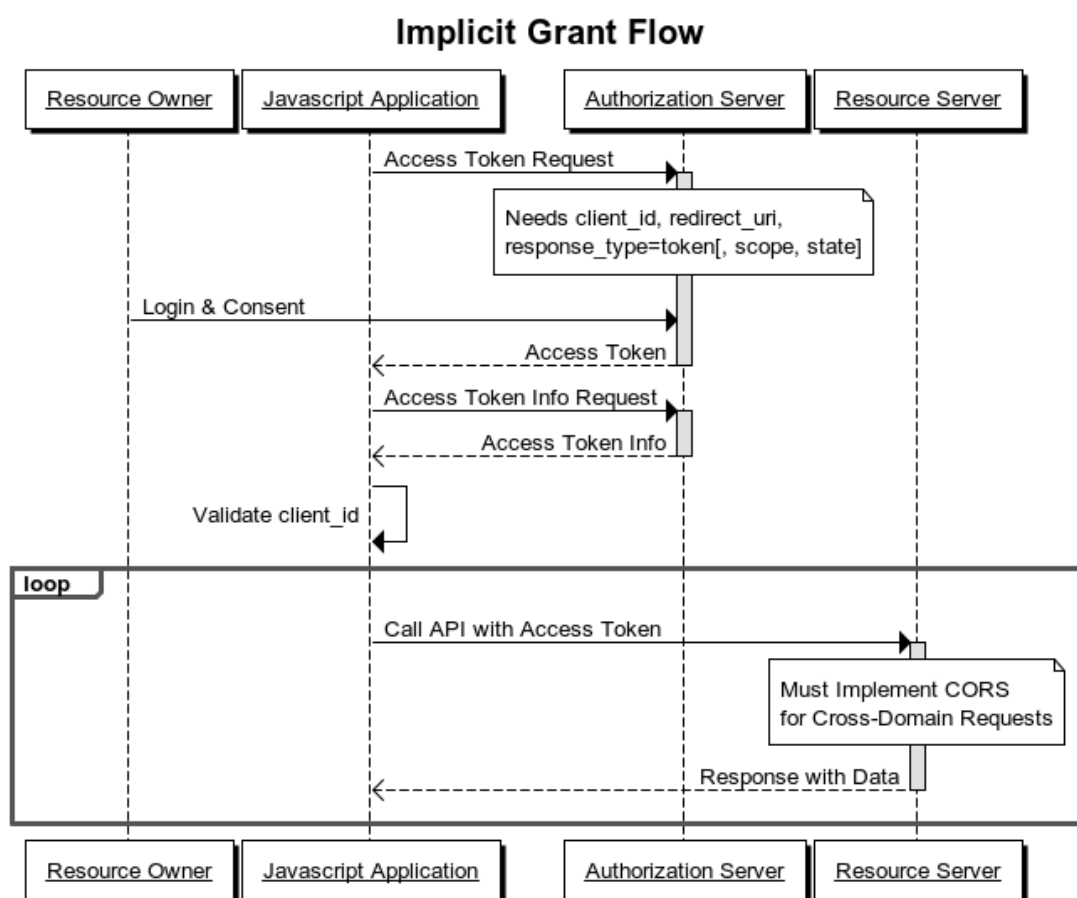 Implicit Grant Flow
Resource Owner
Javascript Application
Authorization Server
Resource Server
Access Token Request
Needs client_id, redirect_uri,
response_type=token[, scope, state]
Login & Consent
Access Token
Access Token Info Request
Access Token Info
Validate client_id
loop
Call API with Access Token
Must Implement CORS
for Cross-Domain Requests
Response with Data
Resource Owner
Javascript Application
Authorization Server
Resource Server